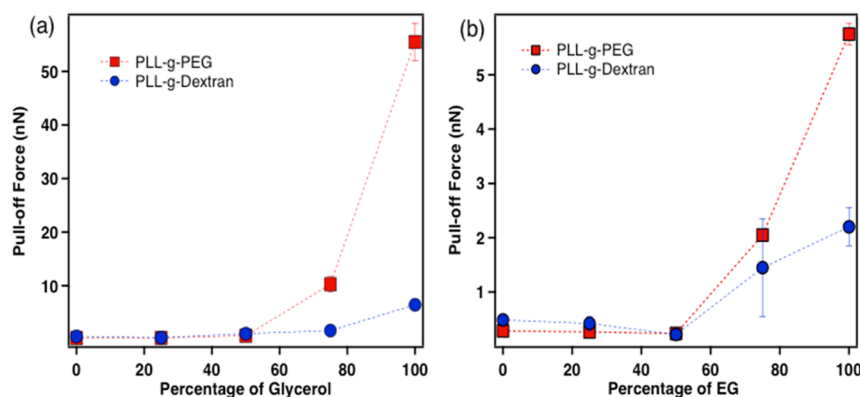 (a)
PLL-g-PEG
PLL-g-Dextran
50
40
30
20
10
Pull-off Force (nN)
0 20 40 60 80 100
Percentage of Glycerol
(b)
PLL-g-PEG
PLL-g-Dextran
5
4
3
2
1
Pull-off Force (nN)
0 20 40 60 80 100
Percentage of EG